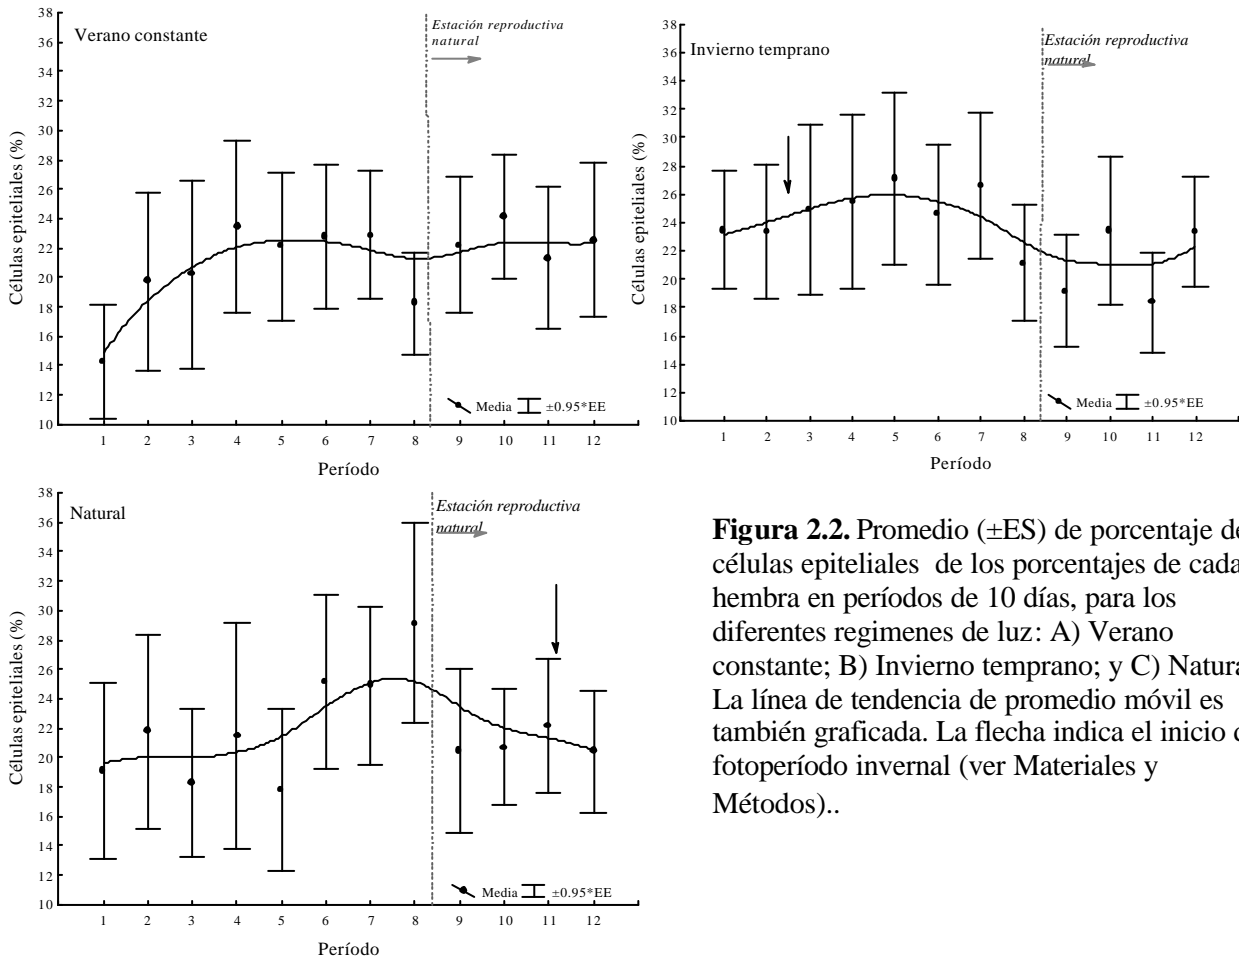 38
36
34
32
30
28
26
24
22
20
18
16
14
12
10
Células epiteliales (%)
Verano constante
Estación reproductiva
natural
Media ±0.95*EE
1 2 3 4 5 6 7 8 9 10 11 12
Período
38
36
34
32
30
28
26
24
22
20
18
16
14
12
10
Células epiteliales (%)
Invierno temprano
Estación reproductiva
natural
Media ±0.95*EE
1 2 3 4 5 6 7 8 9 10 11 12
Período
38
36
34
32
30
28
26
24
22
20
18
16
14
12
10
Células epiteliales (%)
Natural
Estación reproductiva
natural
Media ±0.95*EE
1 2 3 4 5 6 7 8 9 10 11 12
Período
Figura 2.2. Promedio (±ES) de porcentaje de
células epiteliales de los porcentajes de cada
hembra en períodos de 10 días, para los
diferentes regimenes de luz: A) Verano
constante; B) Invierno temprano; y C) Natura
La línea de tendencia de promedio móvil es
también graficada. La flecha indica el inicio d
fotoperíodo invernal (ver Materiales y
Métodos)..